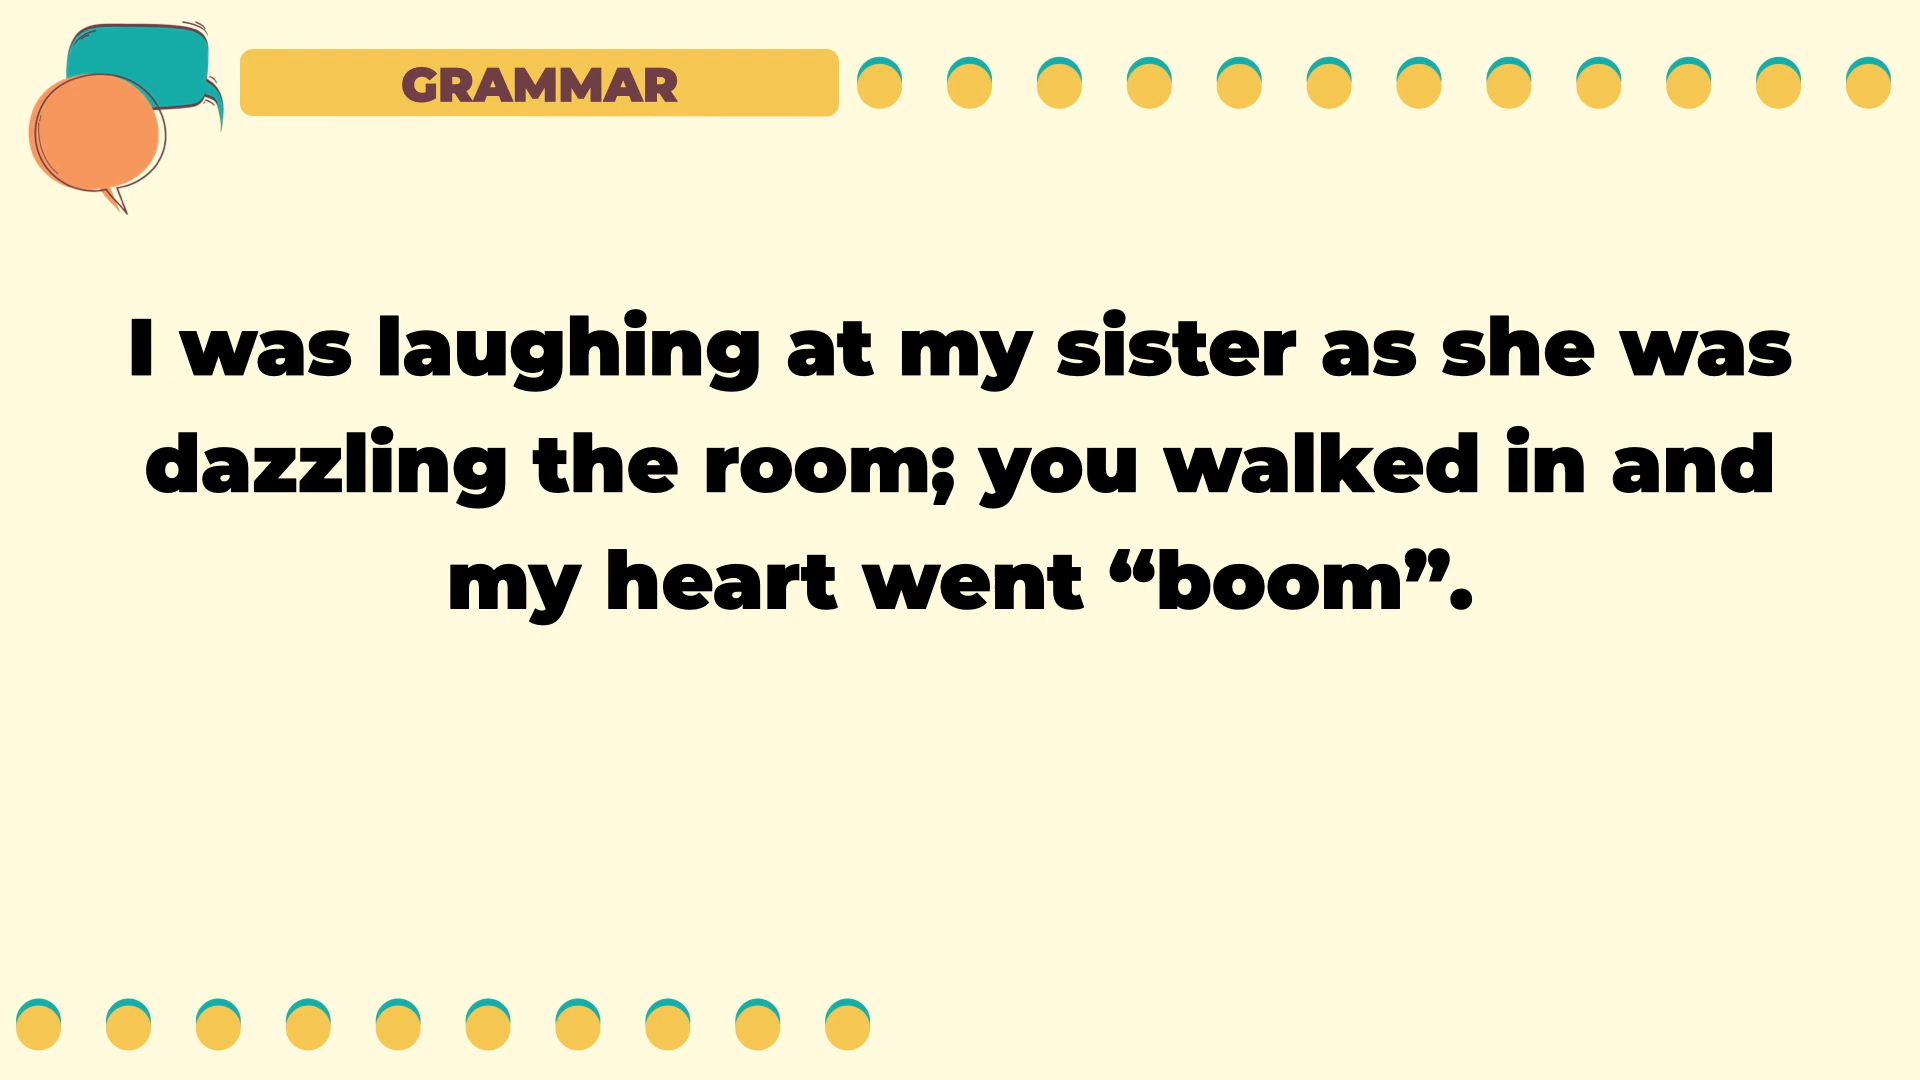 GRAMMAR
I was laughing at my sister as she was
dazzling the room; you walked in and
my heart went “boom”.